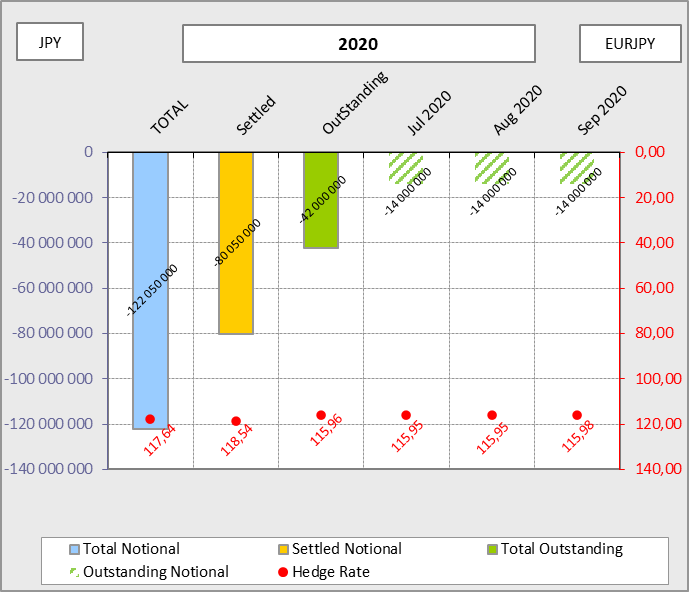 JPY
2020
EURJPY
TOTAL
Settled
OutStanding
Jul 2020
Aug 2020
Sep 2020
0
-20 000 000
-40 000 000
-60 000 000
-80 000 000
-100 000 000
-120 000 000
-140 000 000
0,00
20,00
40,00
60,00
80,00
100,00
120,00
140,00
-122 050 000
-80 050 000
-42 000 000
-14 000 000
-14 000 000
-14 000 000
117,64
118,54
115,96
115,95
115,95
115,98
Total Notional
Settled Notional
Total Outstanding
Outstanding Notional
Hedge Rate